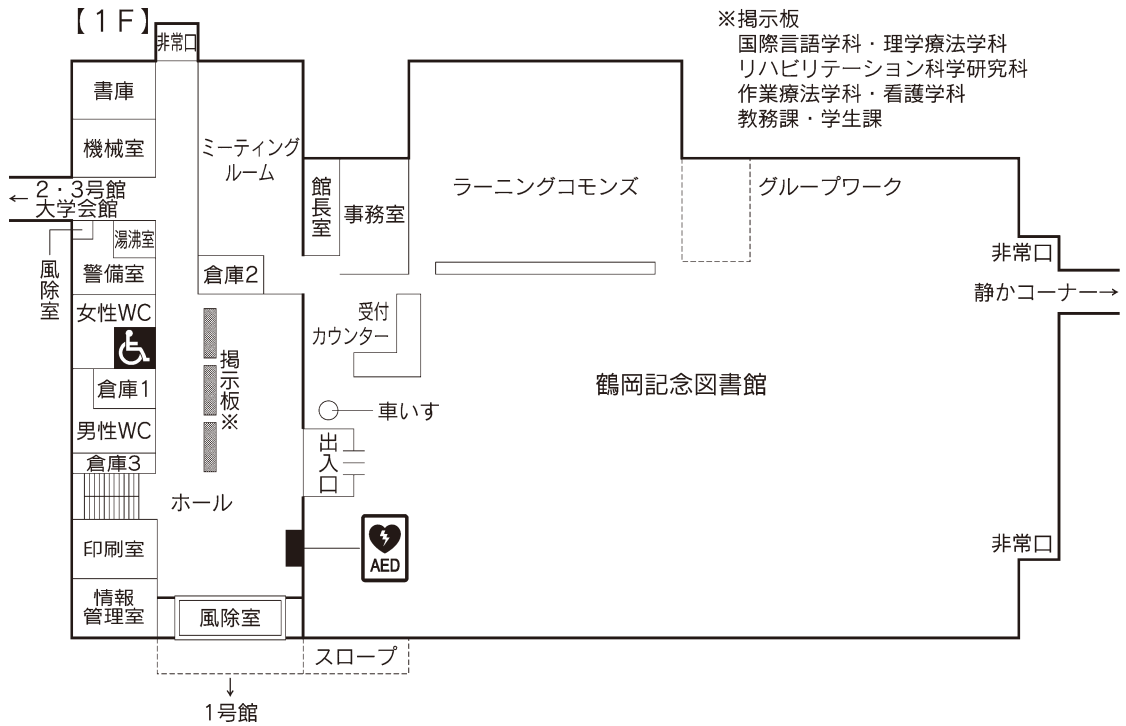 【1F】
非常口
※掲示板
国際言語学科・理学療法学科
リハビリテーション科学研究科
作業療法学科・看護学科
教務課・学生課
書庫
機械室
ミーティング
ルーム
館長室
事務室
ラーニングコモンズ
グループワーク
←2・3号館
大学会館
湯沸室
風除室
警備室
倉庫2
非常口
静かコーナー→
女性WC
受付
カウンター
掲示板※
倉庫1
鶴岡記念図書館
車いす
男性WC
出入口
倉庫3
ホール
印刷室
AED
非常口
情報
管理室
風除室
スロープ
↓
1号館